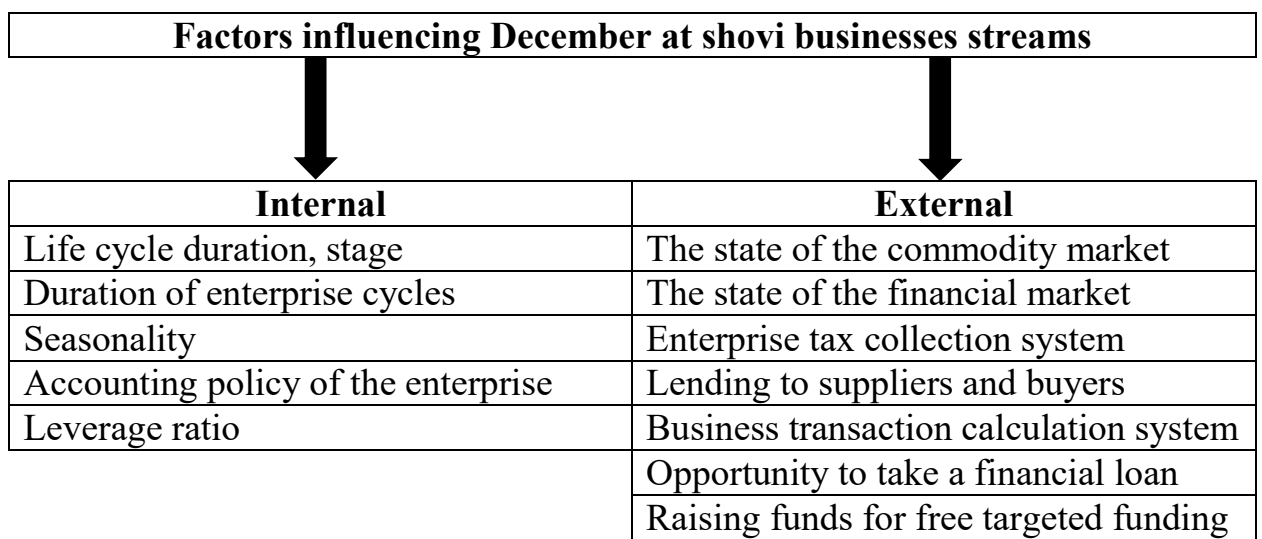 Factors influencing December at shovi businesses streams
Internal
External
Life cycle duration, stage
The state of the commodity market
Duration of enterprise cycles
The state of the financial market
Seasonality
Enterprise tax collection system
Accounting policy of the enterprise
Lending to suppliers and buyers
Leverage ratio
Business transaction calculation system
Opportunity to take a financial loan
Raising funds for free targeted funding